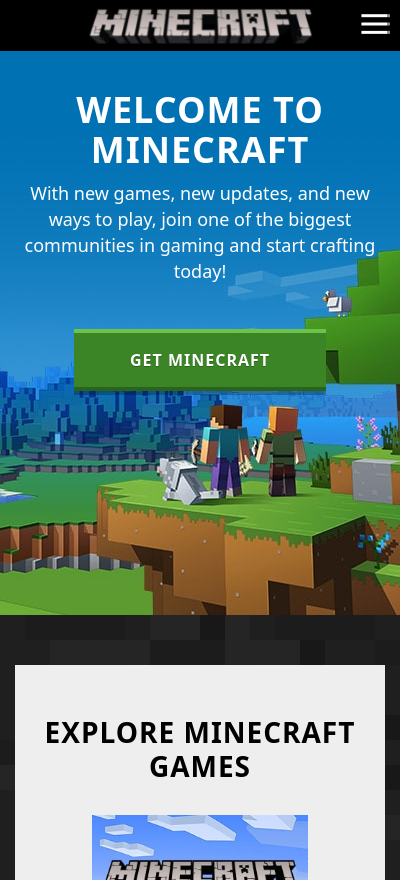 MINECRAFT
WELCOME TO
MINECRAFT
With new games, new updates, and new
ways to play, join one of the biggest
communities in gaming and start crafting
today!
GET MINECRAFT
EXPLORE MINECRAFT
GAMES
MINECRAFT